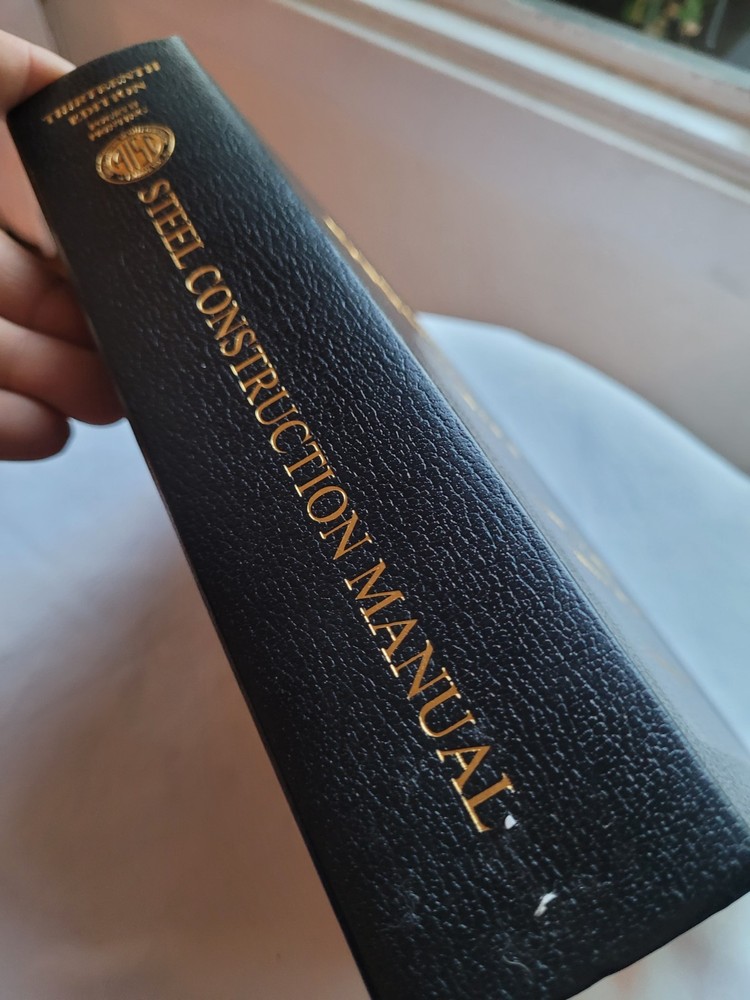 THIRTEENTH
EDITION
AISC
STEEL CONSTRUCTION MANUAL